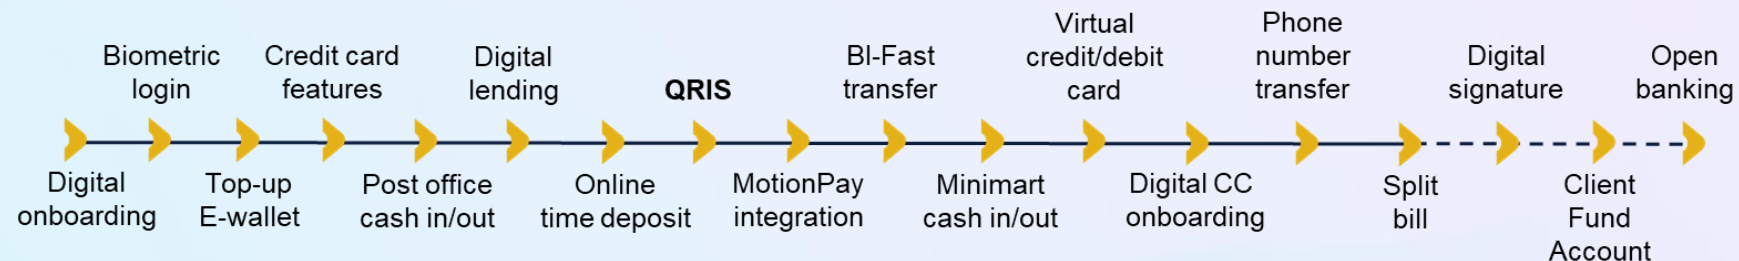 Digital
onboarding
Biometric
login
Top-up
E-wallet
Credit card
features
Post office
cash in/out
Digital
lending
Online
time deposit
QRIS
MotionPay
integration
BI-Fast
transfer
Minimart
cash in/out
Virtual
credit/debit
card
Digital CC
onboarding
Phone
number
transfer
Split
bill
Digital
signature
Client
Fund
Account
Open
banking